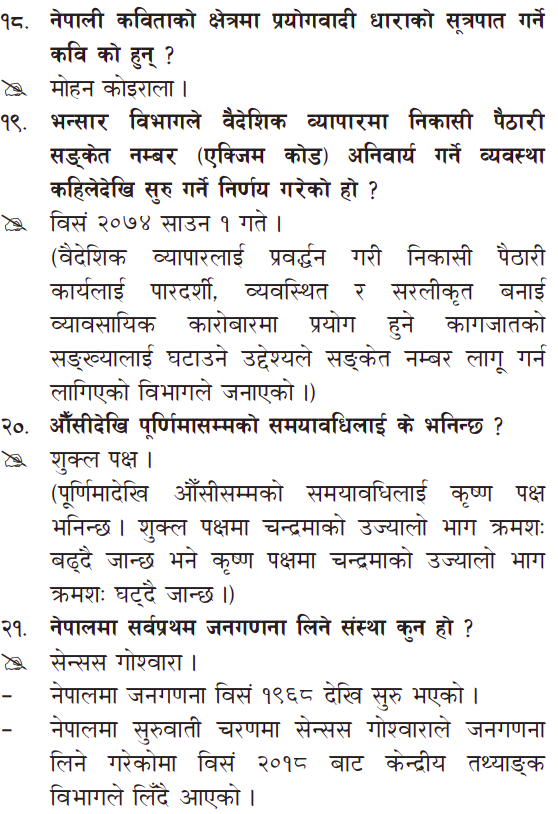 १८. नेपाली कविताको क्षेत्रमा प्रयोगवादी धाराको सूत्रपात गर्ने
कवि को हुन् ?
मोहन कोइराला ।
१९. भन्सार विभागले वैदेशिक व्यापारमा निकासी पैठारी
सङ्केत नम्बर (एक्जिम कोड) अनिवार्य गर्ने व्यवस्था
कहिलेदेखि सुरु गर्ने निर्णय गरेको हो ?
विसं २०७४ साउन १ गते ।
(वैदेशिक व्यापारलाई प्रवर्द्धन गरी निकासी पैठारी
कार्यलाई पारदर्शी, व्यवस्थित र सरलीकृत बनाई
व्यावसायिक कारोबारमा प्रयोग हुने कागजातको
सङ्ख्यालाई घटाउने उद्देश्यले सङ्केत नम्बर लागू गर्न
लागिएको विभागले जनाएको ।)
२०. औँसीदेखि पूर्णिमासम्मको समयावधिलाई के भनिन्छ ?
शुक्ल पक्ष ।
(पूर्णिमादेखि औँसीसम्मको समयावधिलाई कृष्ण पक्ष
भनिन्छ । शुक्ल पक्षमा चन्द्रमाको उज्यालो भाग क्रमशः
बढ्दै जान्छ भने कृष्ण पक्षमा चन्द्रमाको उज्यालो भाग
क्रमशः घट्दै जान्छ ।)
२१. नेपालमा सर्वप्रथम जनगणना लिने संस्था कुन हो ?
सेन्सस गोश्वारा ।
– नेपालमा जनगणना विसं १९६८ देखि सुरु भएको ।
– नेपालमा सुरुवाती चरणमा सेन्सस गोश्वाराले जनगणना
लिने गरेकोमा विसं २०१८ बाट केन्द्रीय तथ्याङ्क
विभागले लिँदै आएको ।